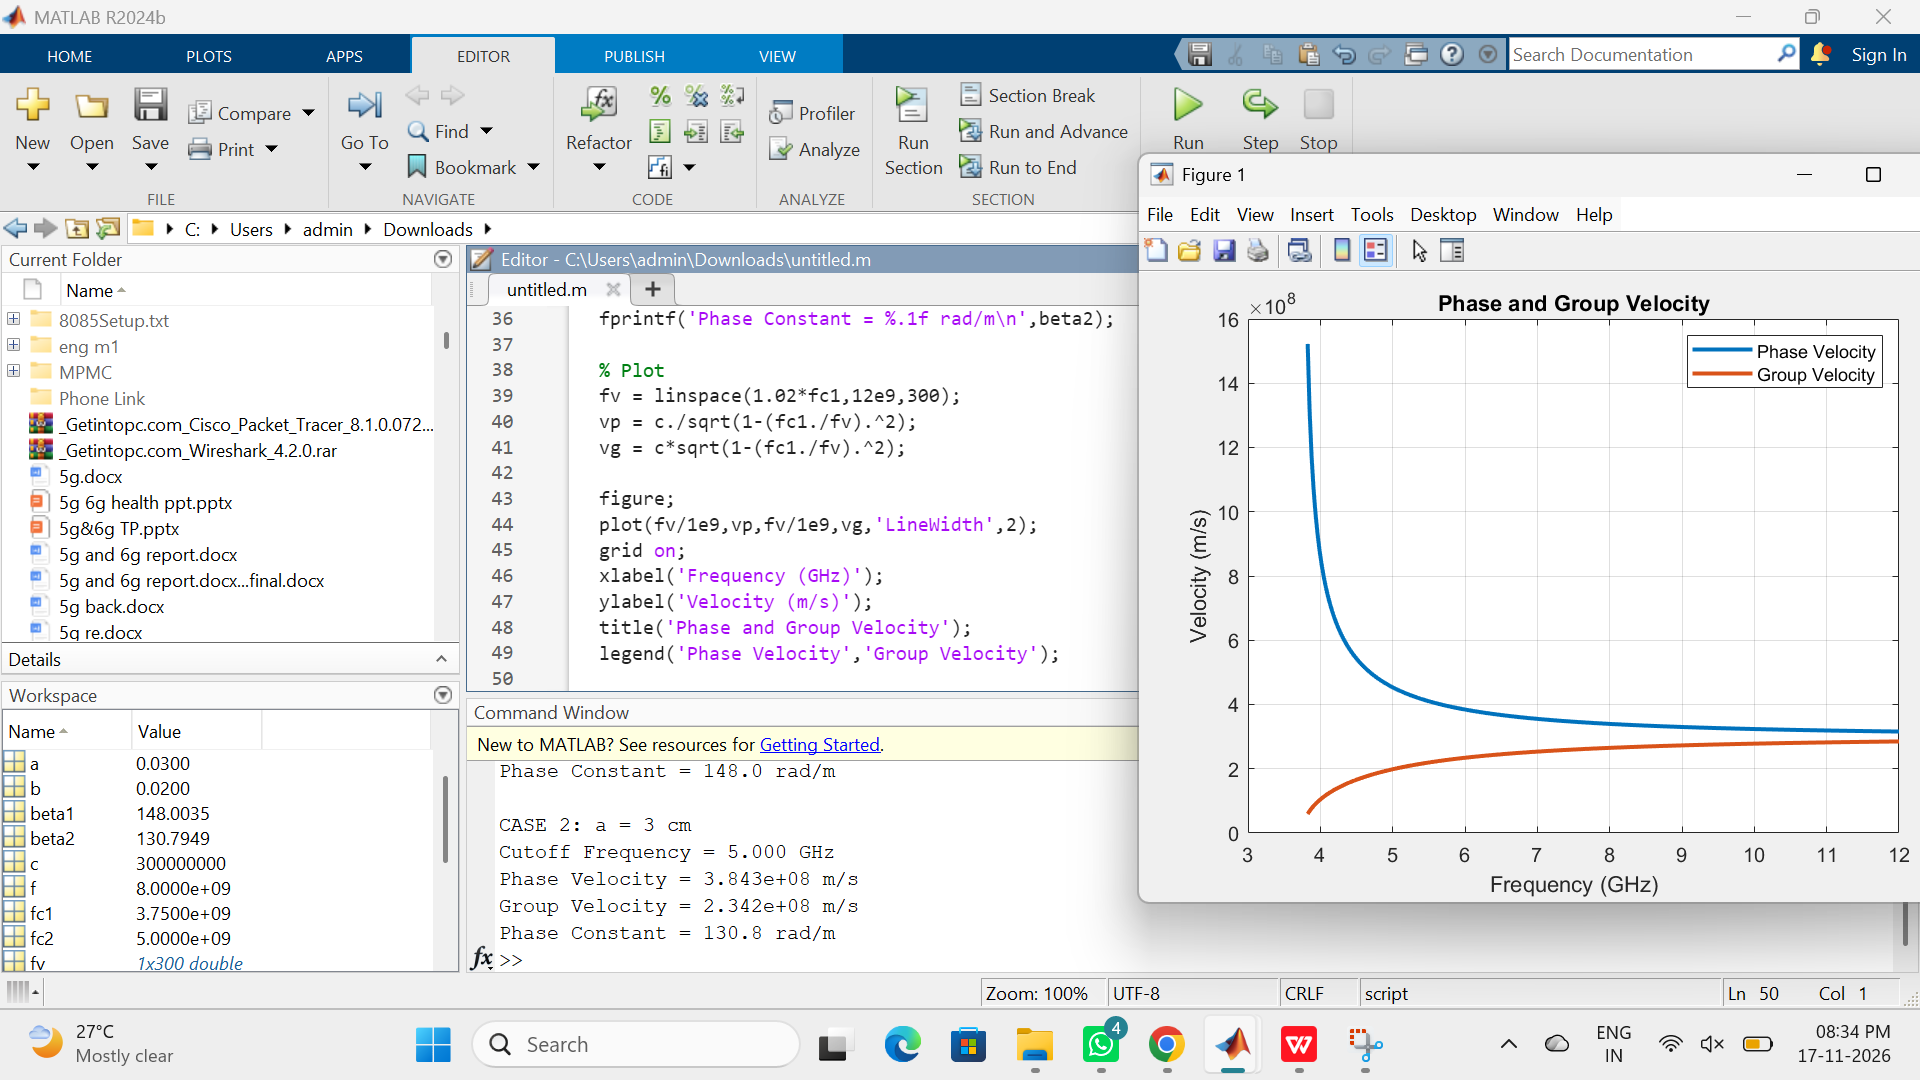 MATLAB R2024b
HOME PLOTS APPS EDITOR PUBLISH VIEW
Search Documentation
Sign In
New
Open
Save
Compare
Print
FILE
Go To
Find
Bookmark
NAVIGATE
Refactor
CODE
Profiler
Analyze
ANALYZE
Run Section
Section Break
Run and Advance
Run to End
SECTION
Run
Step
Stop
C: Users admin Downloads
Current Folder
Name
8085Setup.txt
eng m1
MPMC
Phone Link
_Getintopc.com_Cisco_Packet_Tracer_8.1.0.072...
_Getintopc.com_Wireshark_4.2.0.rar
5g.docx
5g 6g health ppt.pptx
5g&6g TP.pptx
5g and 6g report.docx
5g and 6g report.docx...final.docx
5g back.docx
5g re.docx
Details
Workspace
Name Value
a 0.0300
b 0.0200
beta1 148.0035
beta2 130.7949
c 300000000
f 8.0000e+09
fc1 3.7500e+09
fc2 5.0000e+09
fv 1x300 double
Editor - C:\Users\admin\Downloads\untitled.m
untitled.m
36 fprintf('Phase Constant = %.1f rad/m\n',beta2);
37
38 % Plot
39 fv = linspace(1.02*fc1,12e9,300);
40 vp = c./sqrt(1-(fc1./fv).^2);
41 vg = c*sqrt(1-(fc1./fv).^2);
42
43 figure;
44 plot(fv/1e9,vp,fv/1e9,vg,'LineWidth',2);
45 grid on;
46 xlabel('Frequency (GHz)');
47 ylabel('Velocity (m/s)');
48 title('Phase and Group Velocity');
49 legend('Phase Velocity','Group Velocity');
50
Command Window
New to MATLAB? See resources for Getting Started.
Phase Constant = 148.0 rad/m
CASE 2: a = 3 cm
Cutoff Frequency = 5.000 GHz
Phase Velocity = 3.843e+08 m/s
Group Velocity = 2.342e+08 m/s
Phase Constant = 130.8 rad/m
fx >>
Figure 1
File Edit View Insert Tools Desktop Window Help
×10^8
Phase and Group Velocity
Phase Velocity
Group Velocity
Velocity (m/s)
16
14
12
10
8
6
4
2
0
3 4 5 6 7 8 9 10 11 12
Frequency (GHz)
Zoom: 100% UTF-8 CRLF script Ln 50 Col 1
27°C
Mostly clear
Search
4
ENG
IN
08:34 PM
17-11-2026